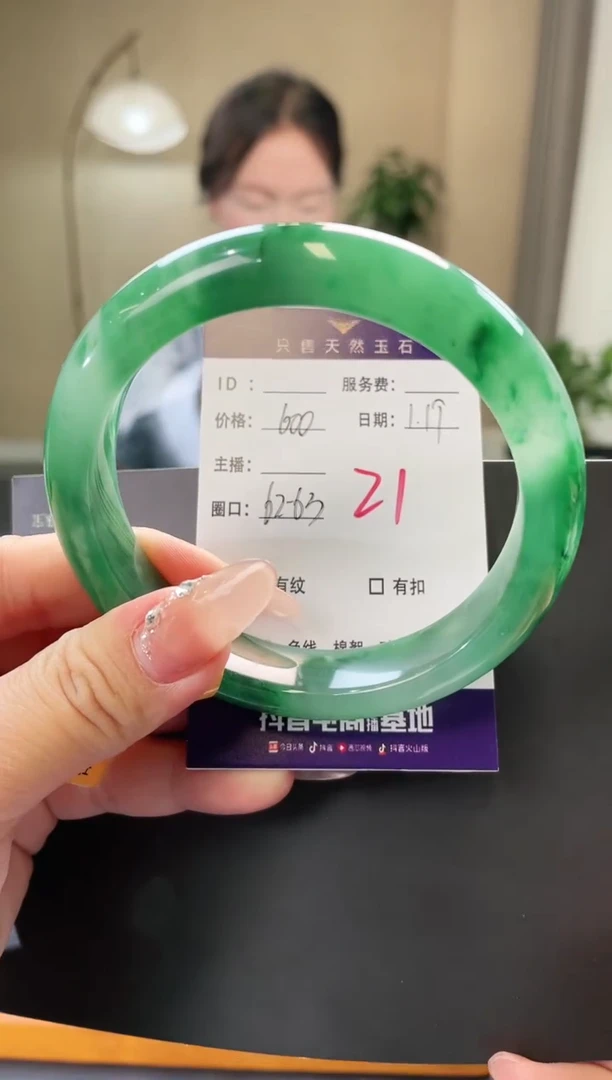 只售天然玉石
ID：
服务费：
价格：600
日期：1.17
主播：
圈口：62-63
21
有纹
□ 有扣
抖音电商
基地
今日头条 抖音 西瓜视频 抖音火山版